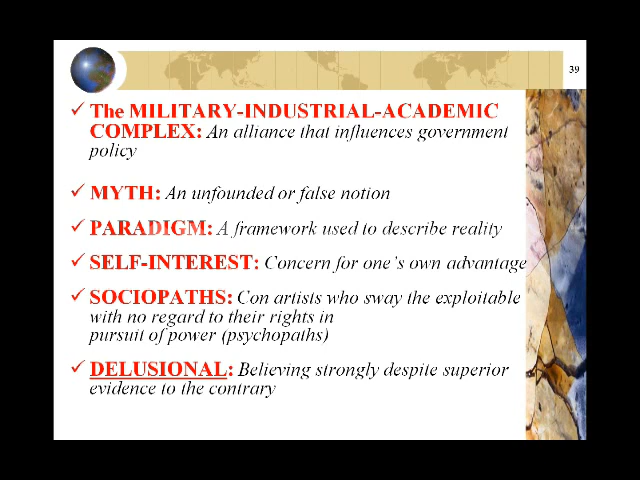 39
The MILITARY-INDUSTRIAL-ACADEMIC
COMPLEX: An alliance that influences government
policy
MYTH: An unfounded or false notion
PARADIGM: A framework used to describe reality
SELF-INTEREST: Concern for one's own advantage
SOCIOPATHS: Con artists who sway the exploitable
with no regard to their rights in
pursuit of power (psychopaths)
DELUSIONAL: Believing strongly despite superior
evidence to the contrary